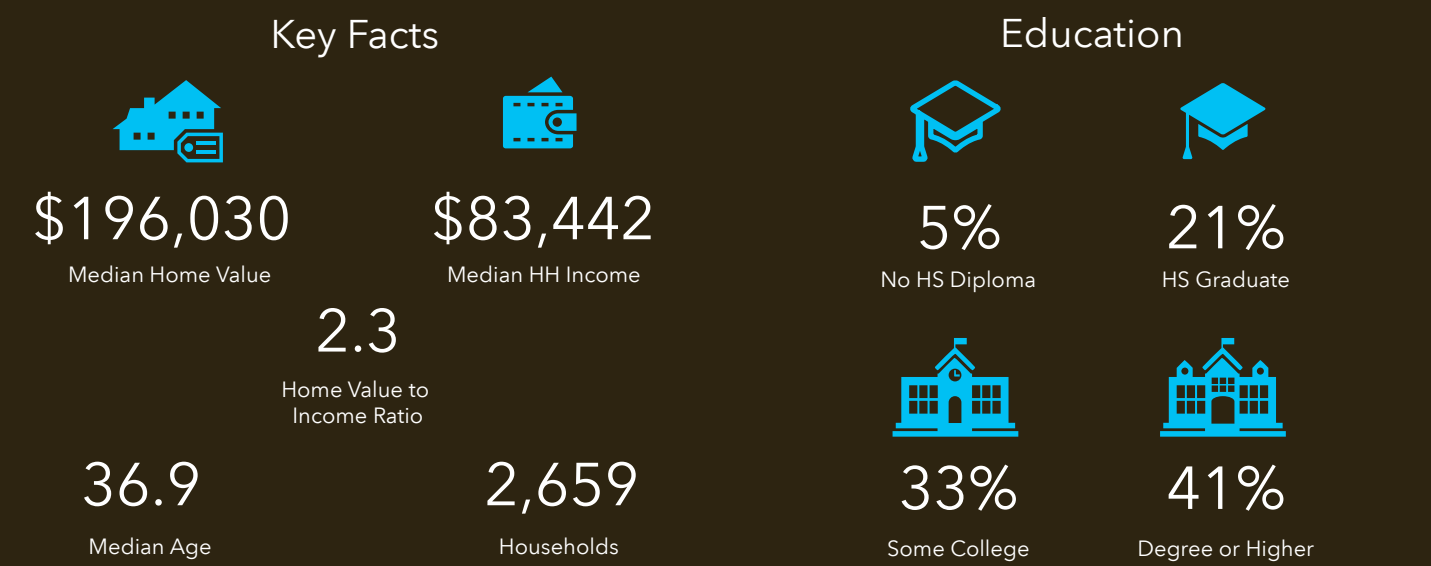 Key Facts
$196,030
Median Home Value
$83,442
Median HH Income
2.3
Home Value to
Income Ratio
36.9
Median Age
2,659
Households
Education
5%
No HS Diploma
21%
HS Graduate
33%
Some College
41%
Degree or Higher